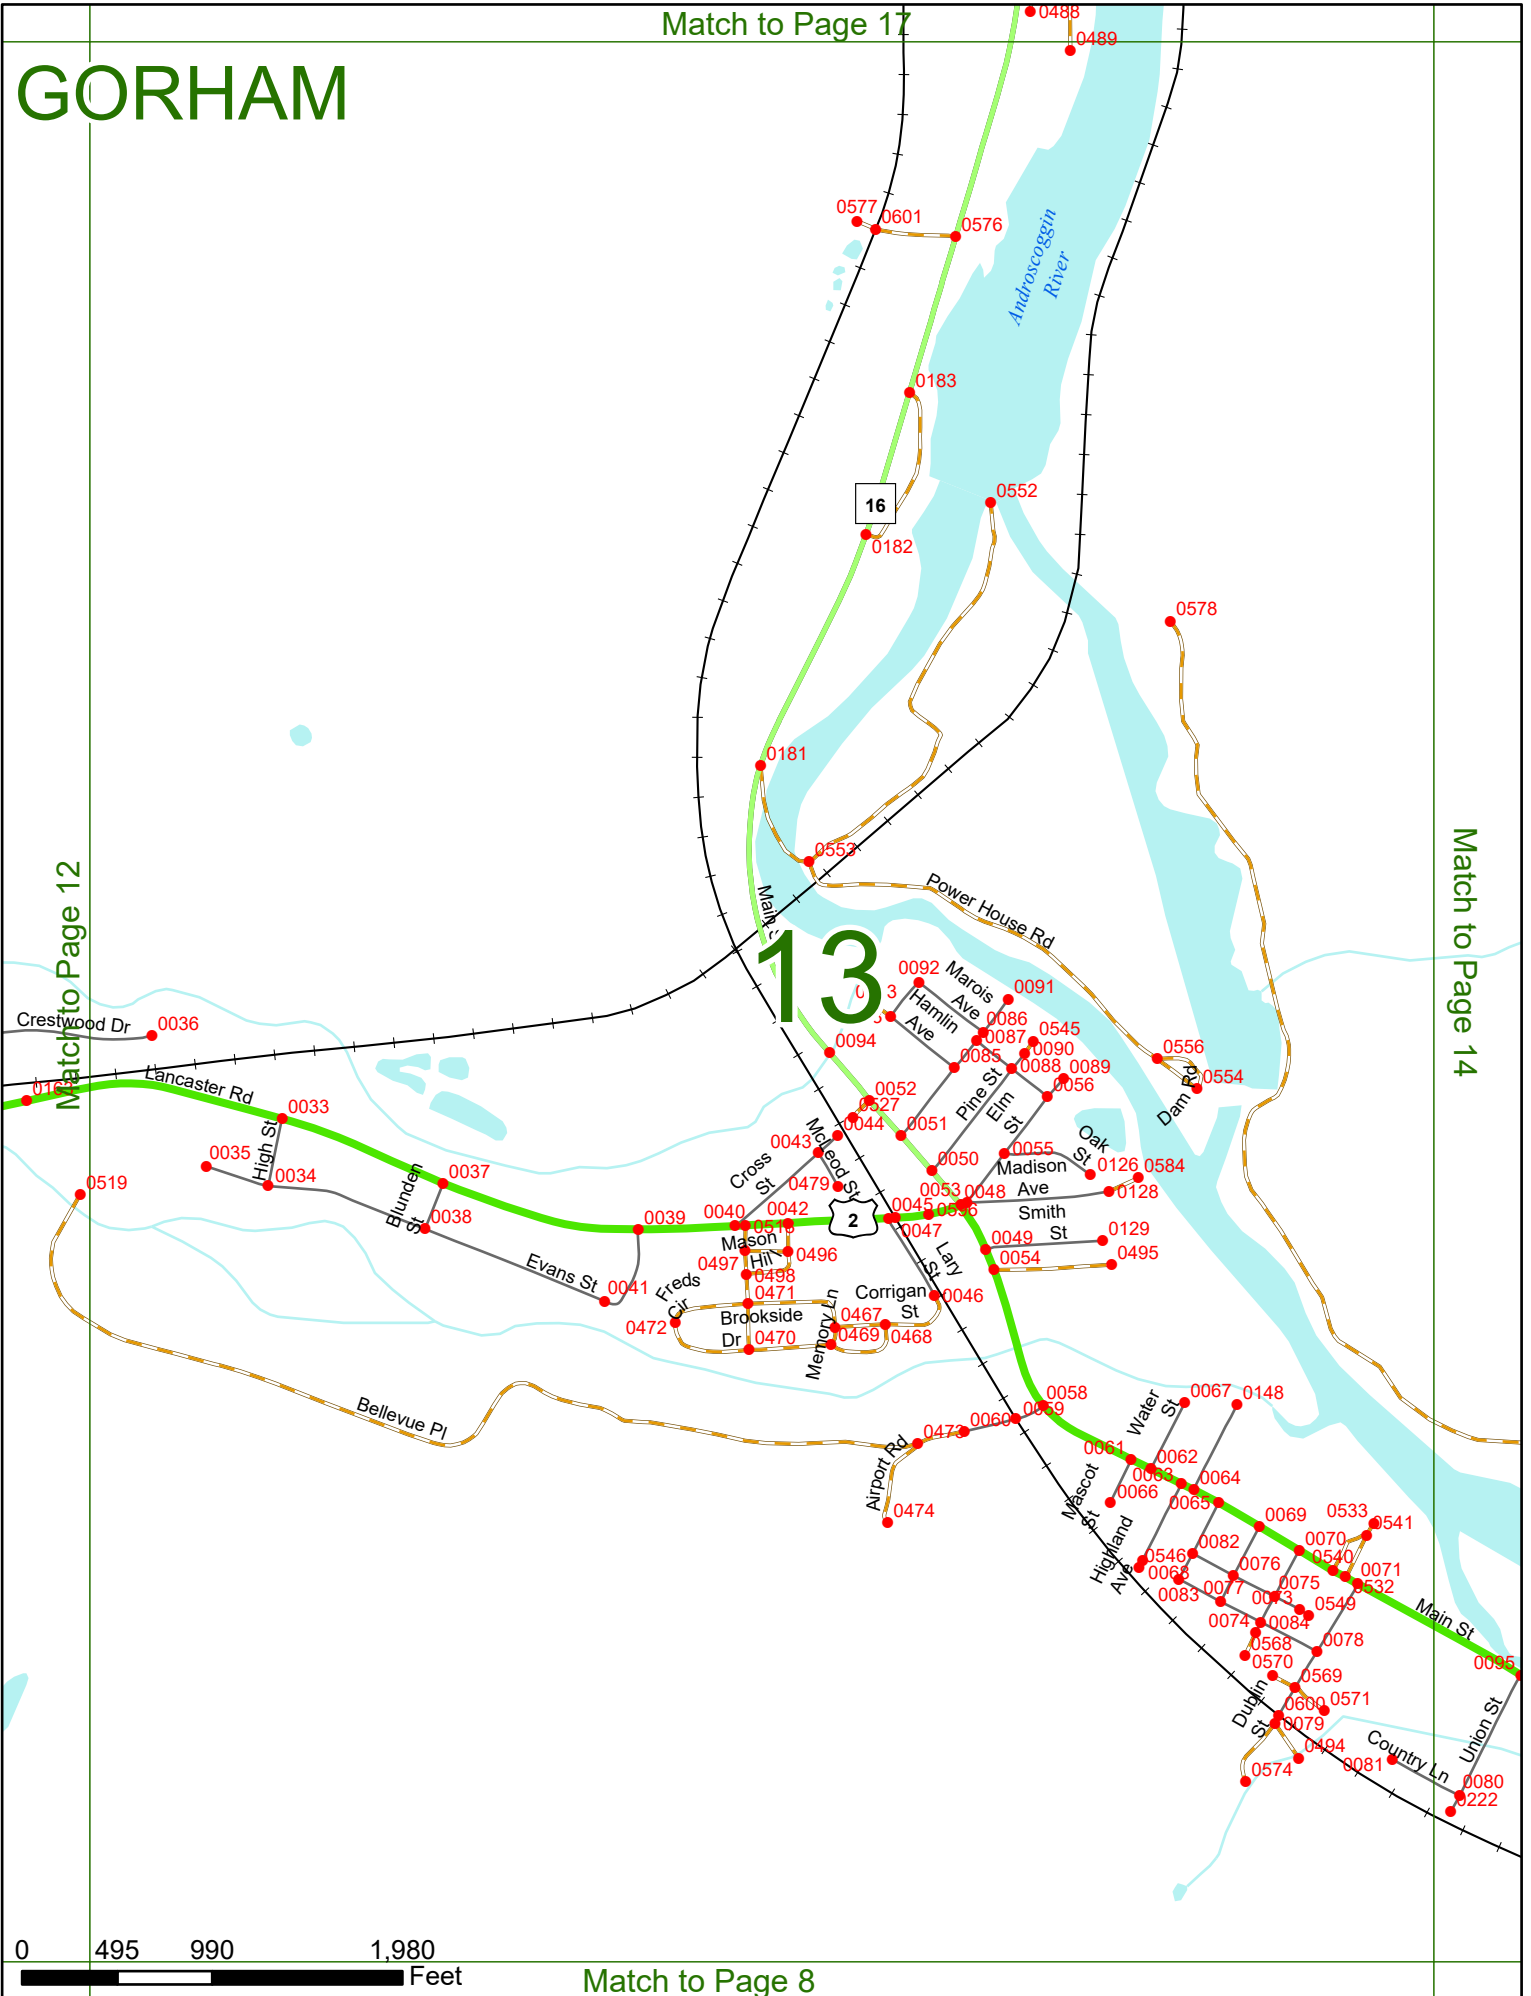 Match to Page 17
0488
0489
GORHAM
0577
0601
0576
Androscoggin
River
0183
16
0182
0552
0578
0181
0553
Power House Rd
Main
13
Match to Page 12
Match to Page 14
0092
Marois
Ave
0091
Hamlin
Ave
0086
0087
0545
0090
0085
0088
0089
0056
0556
0554
Dam Rd
Crestwood Dr
0036
0094
Lancaster Rd
0033
0052
0527
0044
0051
Pine St
Elm
St
0035
High St
0034
0043
McLeod St
Cross
St
0479
0050
0055
Oak
St
Madison
Ave
0126
0584
0128
0519
Blunden
St
0037
0038
0039
0040
0042
2
0045
0047
0053
0048
Smith
St
0129
0049
0054
0495
Mason
Hill
0497
0496
0498
Lary
St
Evans St
0041
Freds
Cir
0471
0472
Brookside
Dr
0470
Memory Ln
0467
0469
Corrigan
St
0468
0046
Bellevue Pl
0473
0060
0059
0058
Airport Rd
0474
Water
St
0067
0148
0061
0062
0063
0064
0065
Mascot
St
0066
Highland
Ave
0546
0068
0083
0082
0069
0076
0077
0070
0533
0541
0540
0071
0532
0075
0073
0549
0074
0084
0568
0078
Main St
0095
0570
0569
0571
Dublin
St
0600
0079
0494
0574
0081
Country Ln
Union St
0080
0222
0
495
990
1,980
Feet
Match to Page 8